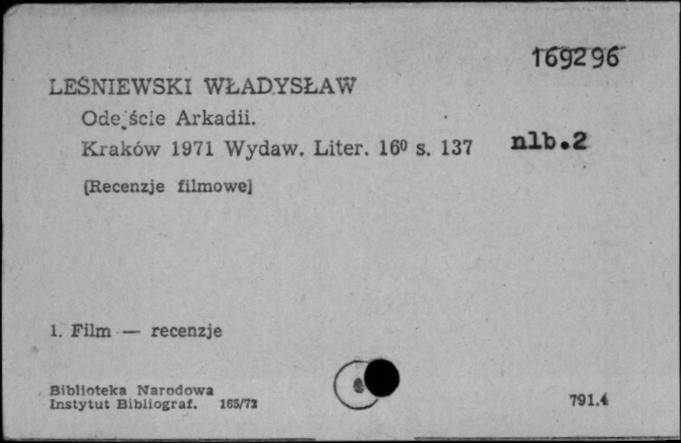 169296
LEŚNIEWSKI WŁADYSŁAW
Odejście Arkadii.
Kraków 1971 Wydaw. Liter. 16⁰ s. 137 nlb.2
[Recenzje filmowe]
1. Film — recenzje
Biblioteka Narodowa
Instytut Bibliograf. 165/72
791.4